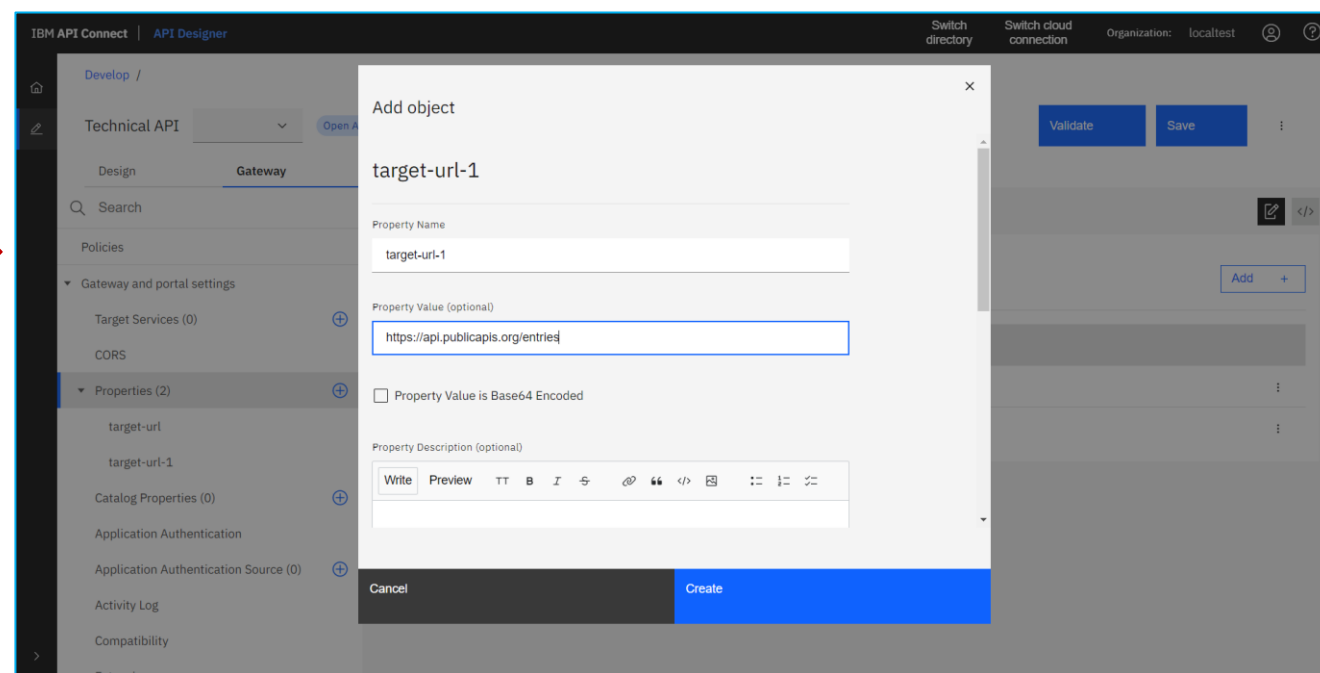 IBM API Connect | API Designer
Switch directory
Switch cloud connection
Organization: localtest
Develop /
Technical API
Validate
Save
Design
Gateway
Search
Policies
Gateway and portal settings
Target Services (0)
CORS
Properties (2)
target-url
target-url-1
Catalog Properties (0)
Application Authentication
Application Authentication Source (0)
Activity Log
Compatibility
Add object
target-url-1
Property Name
target-url-1
Property Value (optional)
https://api.publicapis.org/entries
Property Value is Base64 Encoded
Property Description (optional)
Write Preview TT B I S
Cancel
Create
Add +